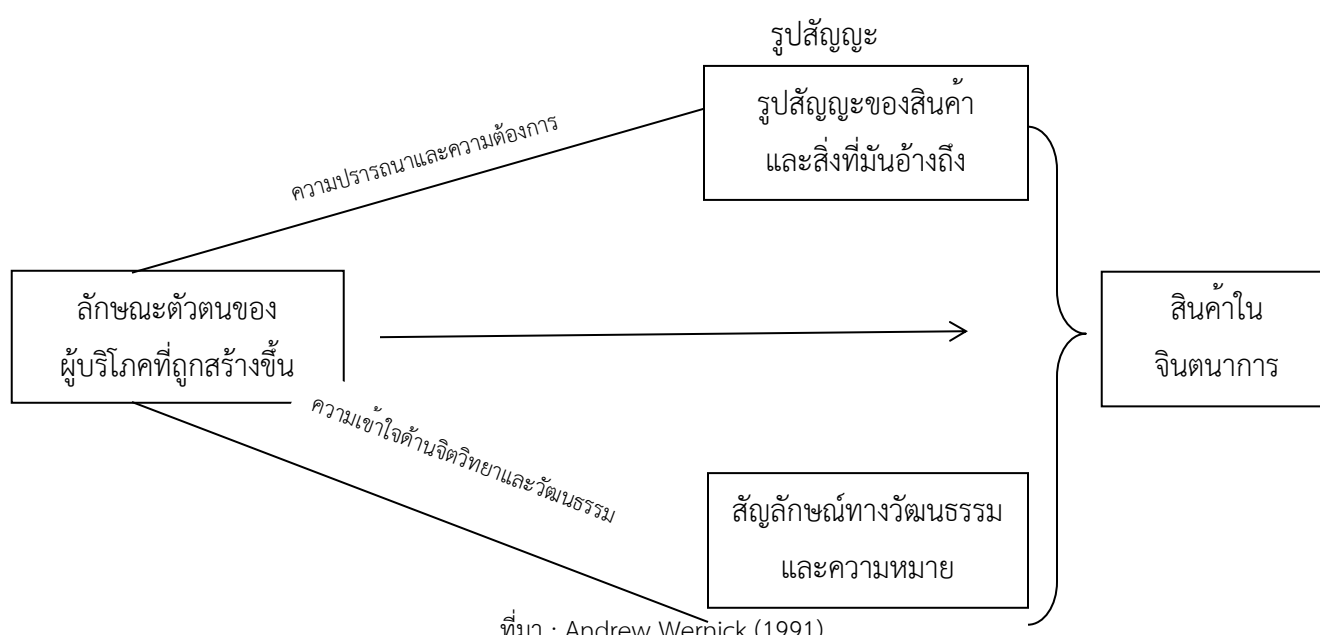 รูปสัญญะ
รูปสัญญะของสินค้า
และสิ่งที่มันอ้างถึง
ความปรารถนาและความต้องการ
ลักษณะตัวตนของ
ผู้บริโภคที่ถูกสร้างขึ้น
สินค้าใน
จินตนาการ
ความเข้าใจด้านจิตวิทยาและวัฒนธรรม
สัญลักษณ์ทางวัฒนธรรม
และความหมาย
ที่มา : Andrew Wernick (1991)